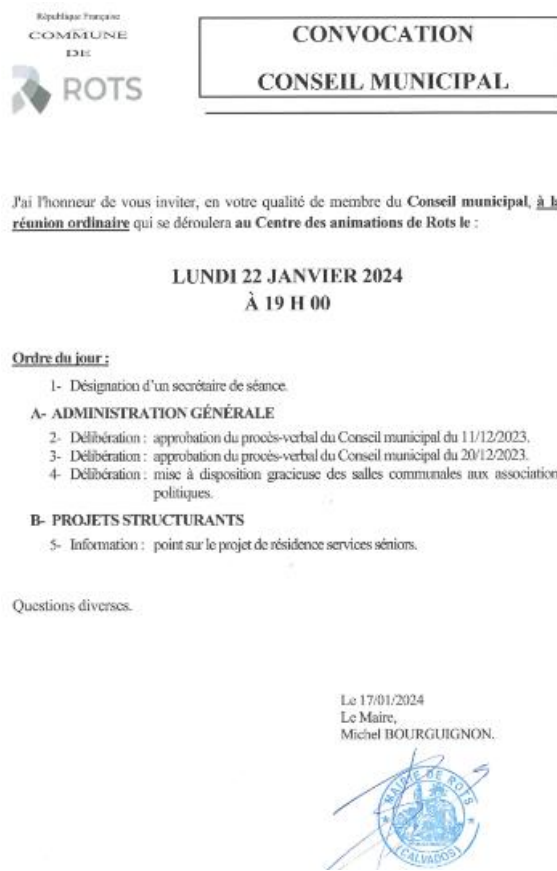 République Française
COMMUNE
DE
ROTS
CONVOCATION
CONSEIL MUNICIPAL
J'ai l'honneur de vous inviter, en votre qualité de membre du Conseil municipal, à la
réunion ordinaire qui se déroulera au Centre des animations de Rots le :
LUNDI 22 JANVIER 2024
À 19 H 00
Ordre du jour :
1- Désignation d'un secrétaire de séance.
A- ADMINISTRATION GÉNÉRALE
2- Délibération : approbation du procès-verbal du Conseil municipal du 11/12/2023.
3- Délibération : approbation du procès-verbal du Conseil municipal du 20/12/2023.
4- Délibération : mise à disposition gracieuse des salles communales aux association
politiques.
B- PROJETS STRUCTURANTS
5- Information : point sur le projet de résidence services séniors.
Questions diverses.
Le 17/01/2024
Le Maire,
Michel BOURGUIGNON.
MAIRIE DE ROTS
(CALVADOS)